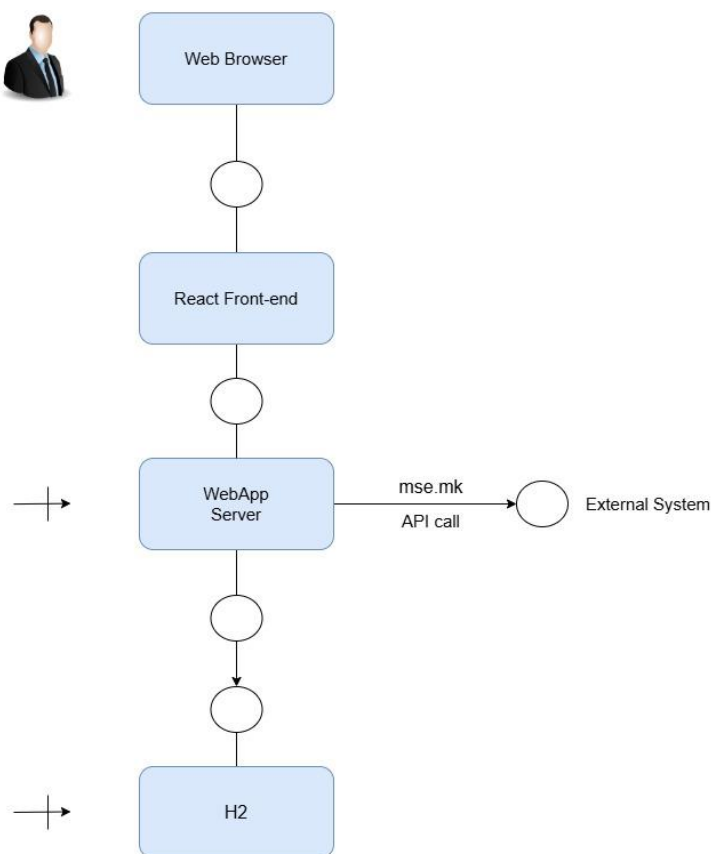 Web Browser
React Front-end
WebApp
Server
mse.mk
API call
External System
H2